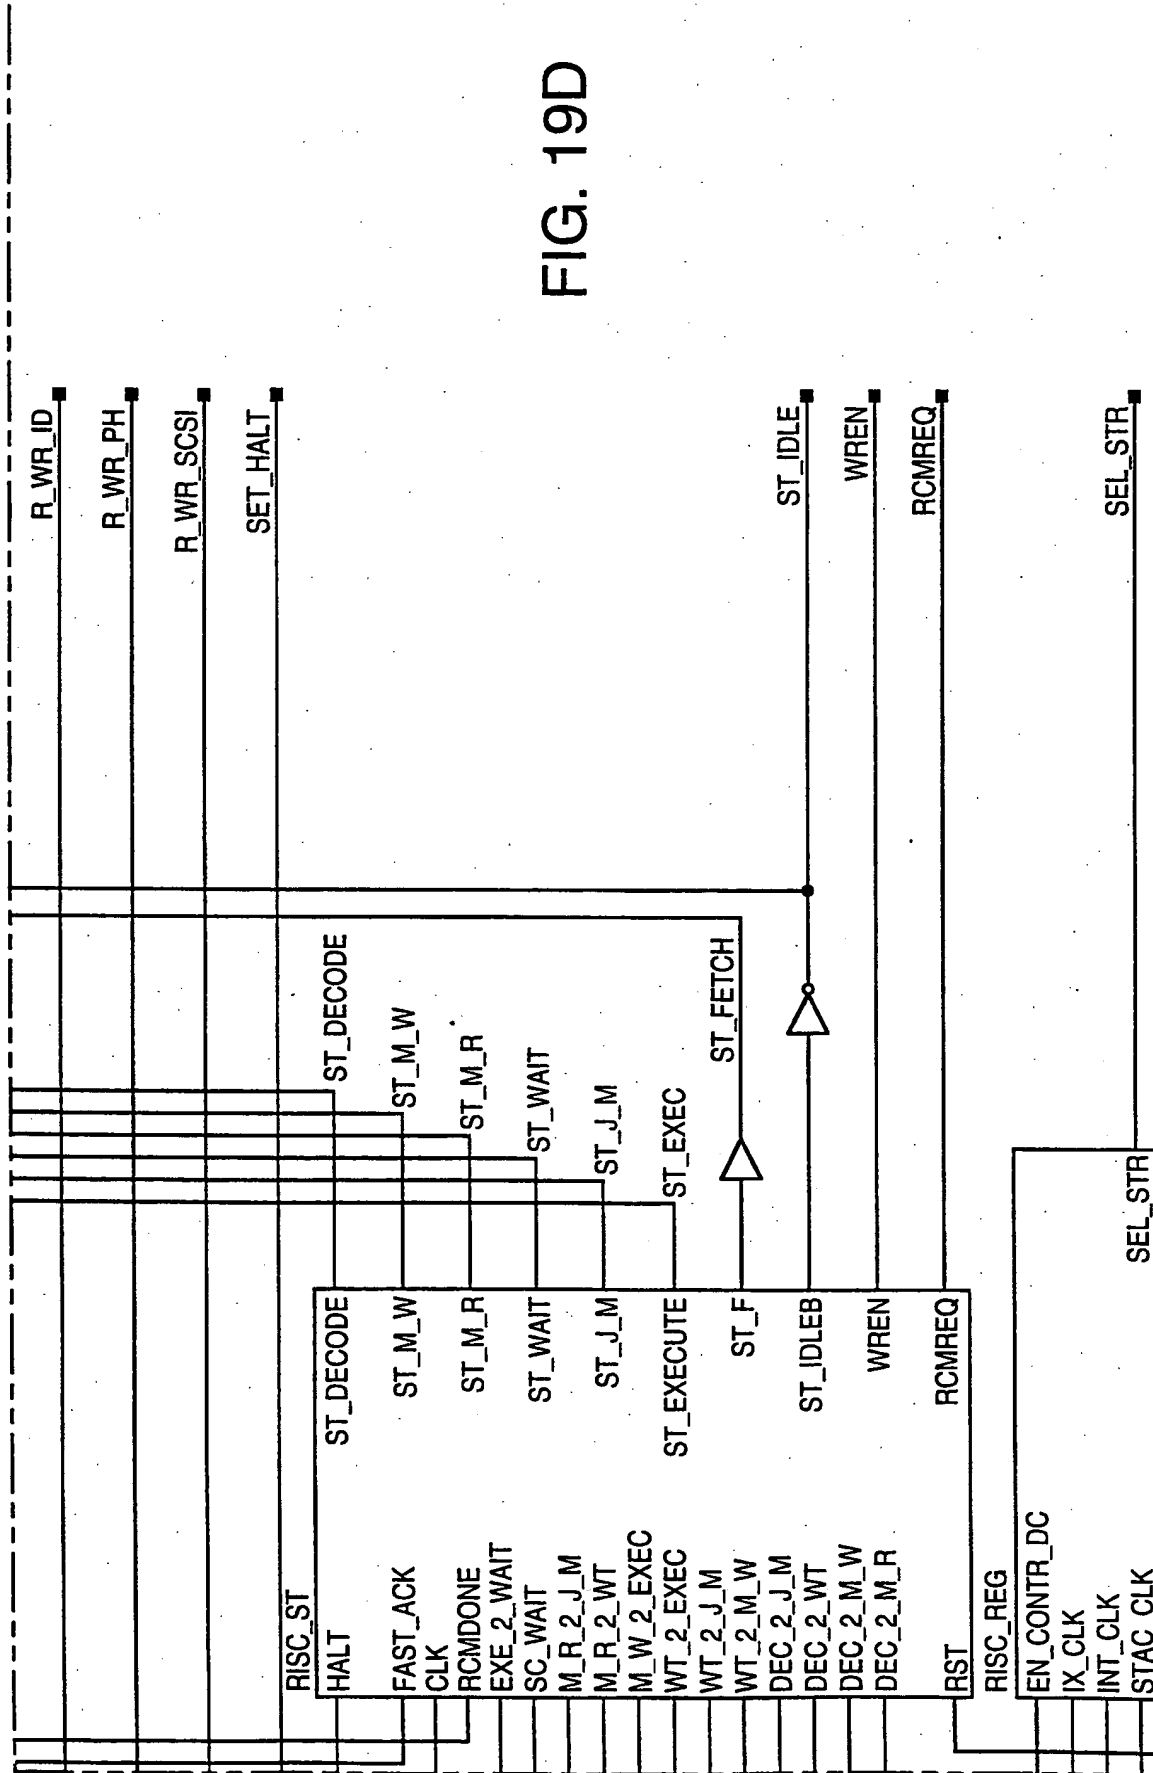 R_WR_ID
R_WR_PH
R_WR_SCSI
SET_HALT
FIG. 19D
ST_DECODE
ST_M_W
ST_M_R
ST_WAIT
ST_J_M
ST_EXEC
ST_FETCH
ST_IDLE
WREN
RCMREQ
SEL_STR
RISC_ST
HALT
FAST_ACK
CLK
RCMDONE
EXE_2_WAIT
SC_WAIT
M_R_2_J_M
M_R_2_WT
M_W_2_EXEC
WT_2_EXEC
WT_2_J_M
WT_2_M_W
DEC_2_J_M
DEC_2_WT
DEC_2_M_W
DEC_2_M_R
RST
ST_DECODE
ST_M_W
ST_M_R
ST_WAIT
ST_J_M
ST_EXECUTE
ST_F
ST_IDLEB
WREN
RCMREQ
RISC_REG
EN_CONTR_DC
IX_CLK
INT_CLK
STAC_CLK
SEL_STR